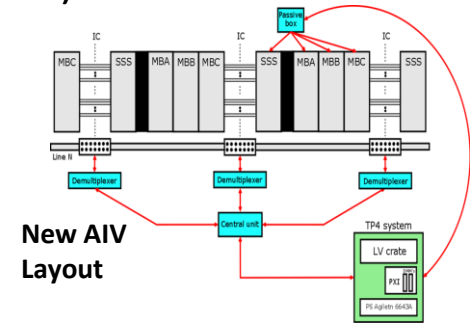 Passive
box
IC IC IC
MBC SSS MBA MBB MBC SSS MBA MBB MBC SSS
Line N
Demultiplexer Demultiplexer Demultiplexer
Central unit
New AIV
Layout
TP4 system
LV crate
PXI
PS Agiletn 6643A